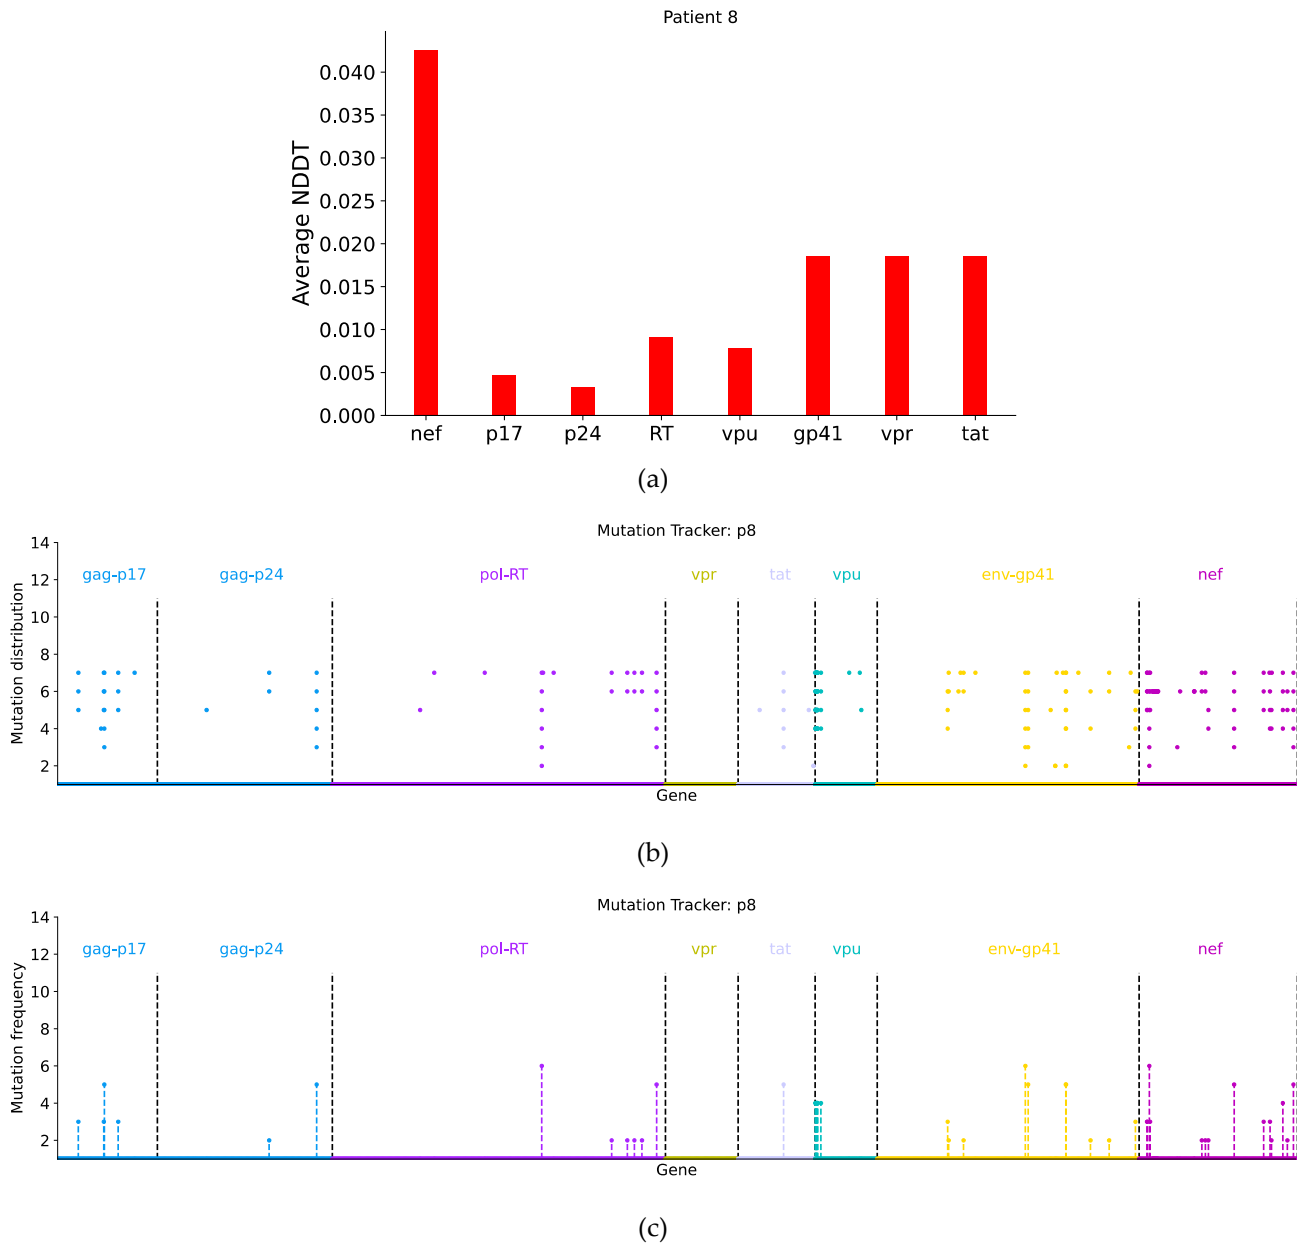 Patient 8
Average NDDT
0.040
0.035
0.030
0.025
0.020
0.015
0.010
0.005
0.000
nef p17 p24 RT vpu gp41 vpr tat
(a)
Mutation Tracker: p8
Mutation distribution
14
12
10
8
6
4
2
gag-p17 gag-p24 pol-RT vpr tat vpu env-gp41 nef
Gene
(b)
Mutation Tracker: p8
Mutation frequency
14
12
10
8
6
4
2
gag-p17 gag-p24 pol-RT vpr tat vpu env-gp41 nef
Gene
(c)